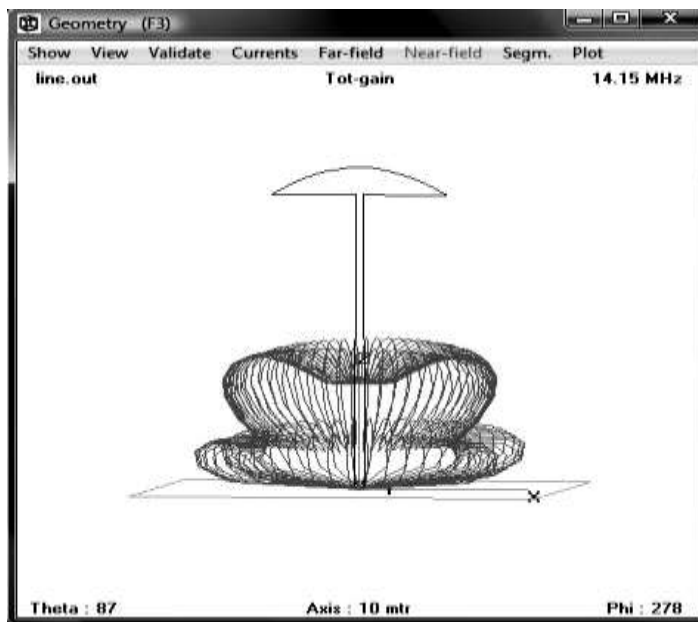 Geometry (F3)
Show View Validate Currents Far-field Near-field Segm. Plot
line.out Tot-gain 14.15 MHz
X
Theta : 87 Axis : 10 mtr Phi : 278